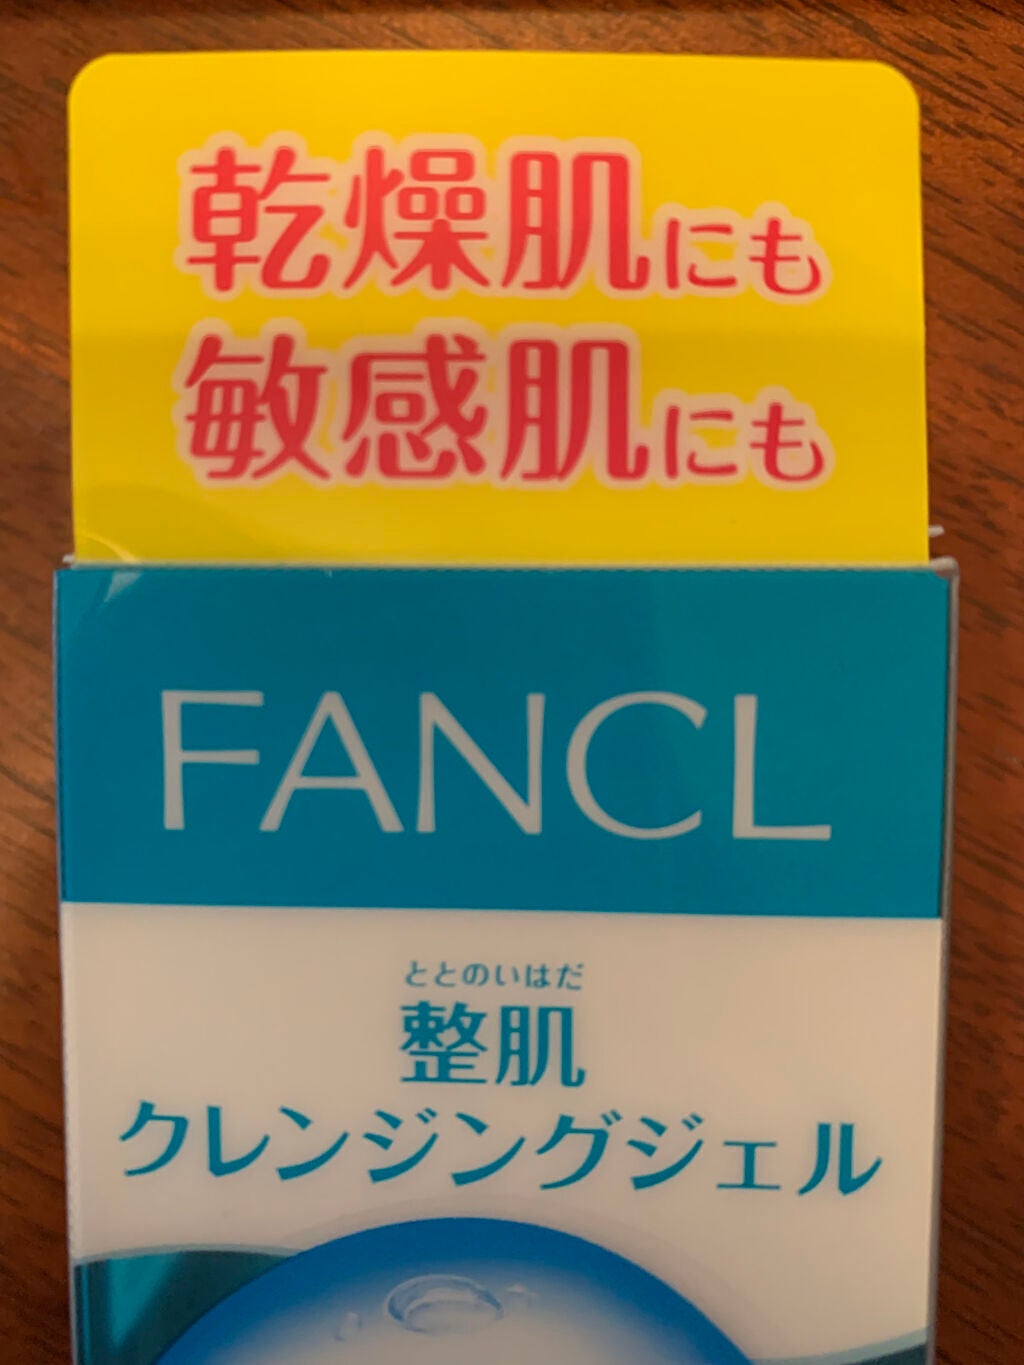 乾燥肌にも
敏感肌にも
FANCL
ととのいはだ
整肌
クレンジングジェル